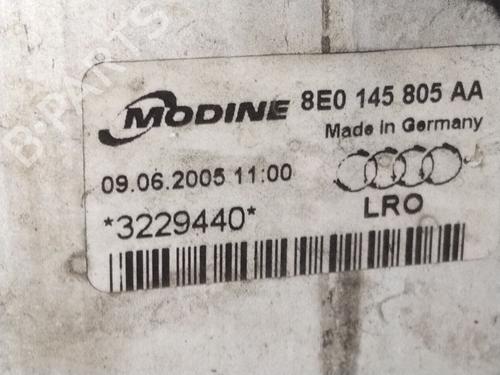 MODINE 8E0 145 805 AA
Made in Germany
09.06.2005 11:00
*3229440*
LRO
B-PARTS